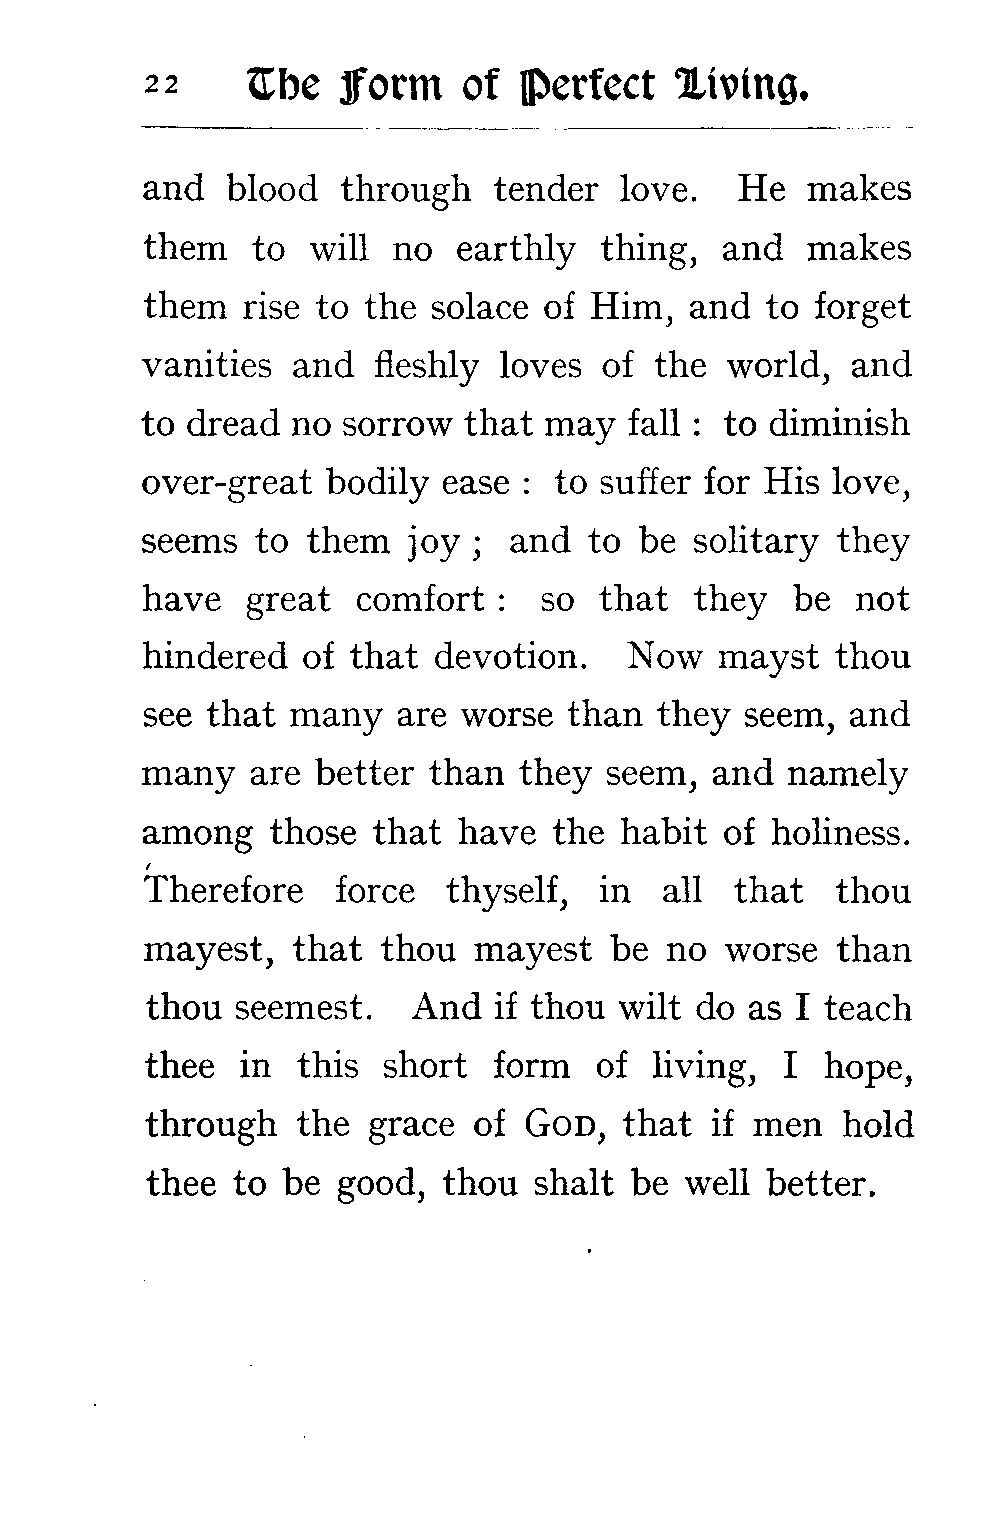 22 The Form of Perfect Living.
and blood through tender love. He makes
them to will no earthly thing, and makes
them rise to the solace of Him, and to forget
vanities and fleshly loves of the world, and
to dread no sorrow that may fall : to diminish
over-great bodily ease : to suffer for His love,
seems to them joy ; and to be solitary they
have great comfort : so that they be not
hindered of that devotion. Now mayst thou
see that many are worse than they seem, and
many are better than they seem, and namely
among those that have the habit of holiness.
Therefore force thyself, in all that thou
mayest, that thou mayest be no worse than
thou seemest. And if thou wilt do as I teach
thee in this short form of living, I hope,
through the grace of GOD, that if men hold
thee to be good, thou shalt be well better.